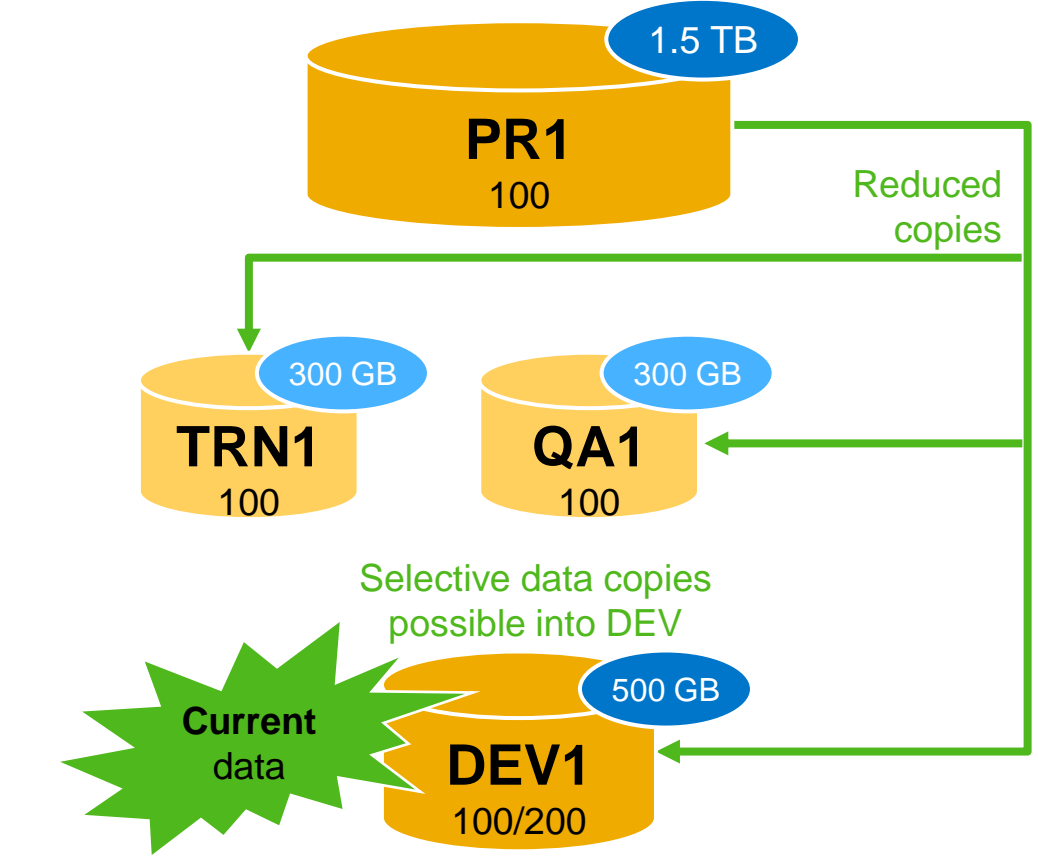 1.5 TB
PR1
100
Reduced
copies
300 GB
TRN1
100
300 GB
QA1
100
Selective data copies
possible into DEV
500 GB
Current
data
DEV1
100/200